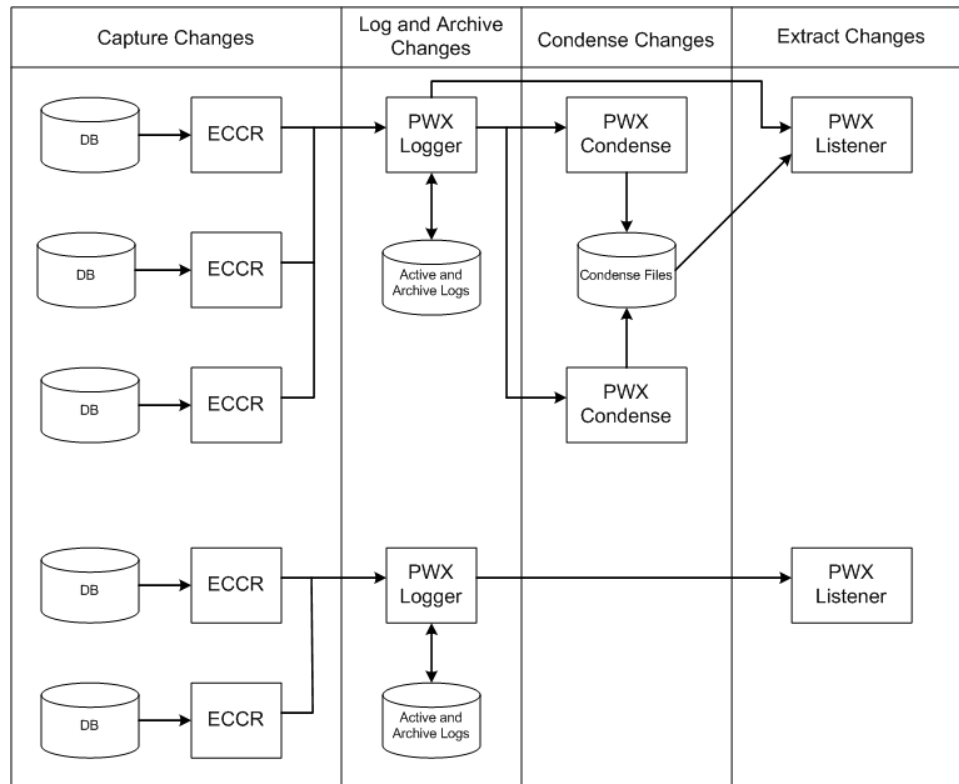 Capture Changes
Log and Archive
Changes
Condense Changes
Extract Changes
DB
ECCR
PWX
Logger
PWX
Condense
PWX
Listener
DB
ECCR
Active and
Archive Logs
Condense Files
DB
ECCR
PWX
Condense
DB
ECCR
PWX
Logger
PWX
Listener
DB
ECCR
Active and
Archive Logs